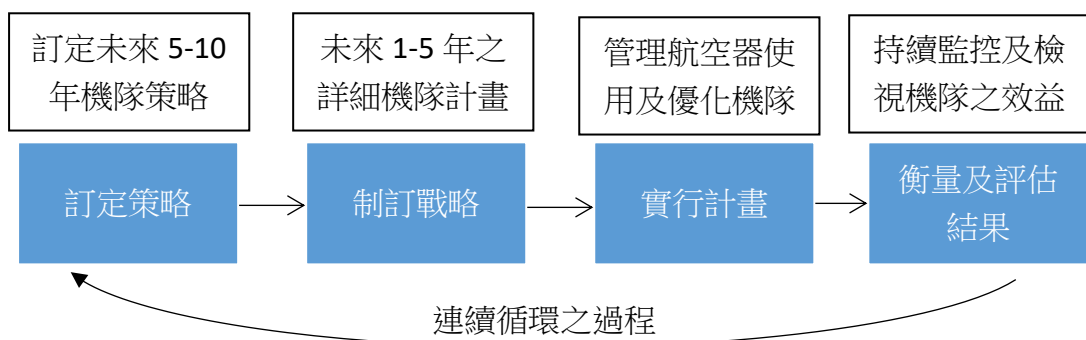 訂定未來 5-10
年機隊策略
未來 1-5 年之
詳細機隊計畫
管理航空器使
用及優化機隊
持續監控及檢
視機隊之效益
訂定策略
制訂戰略
實行計畫
衡量及評估
結果
連續循環之過程